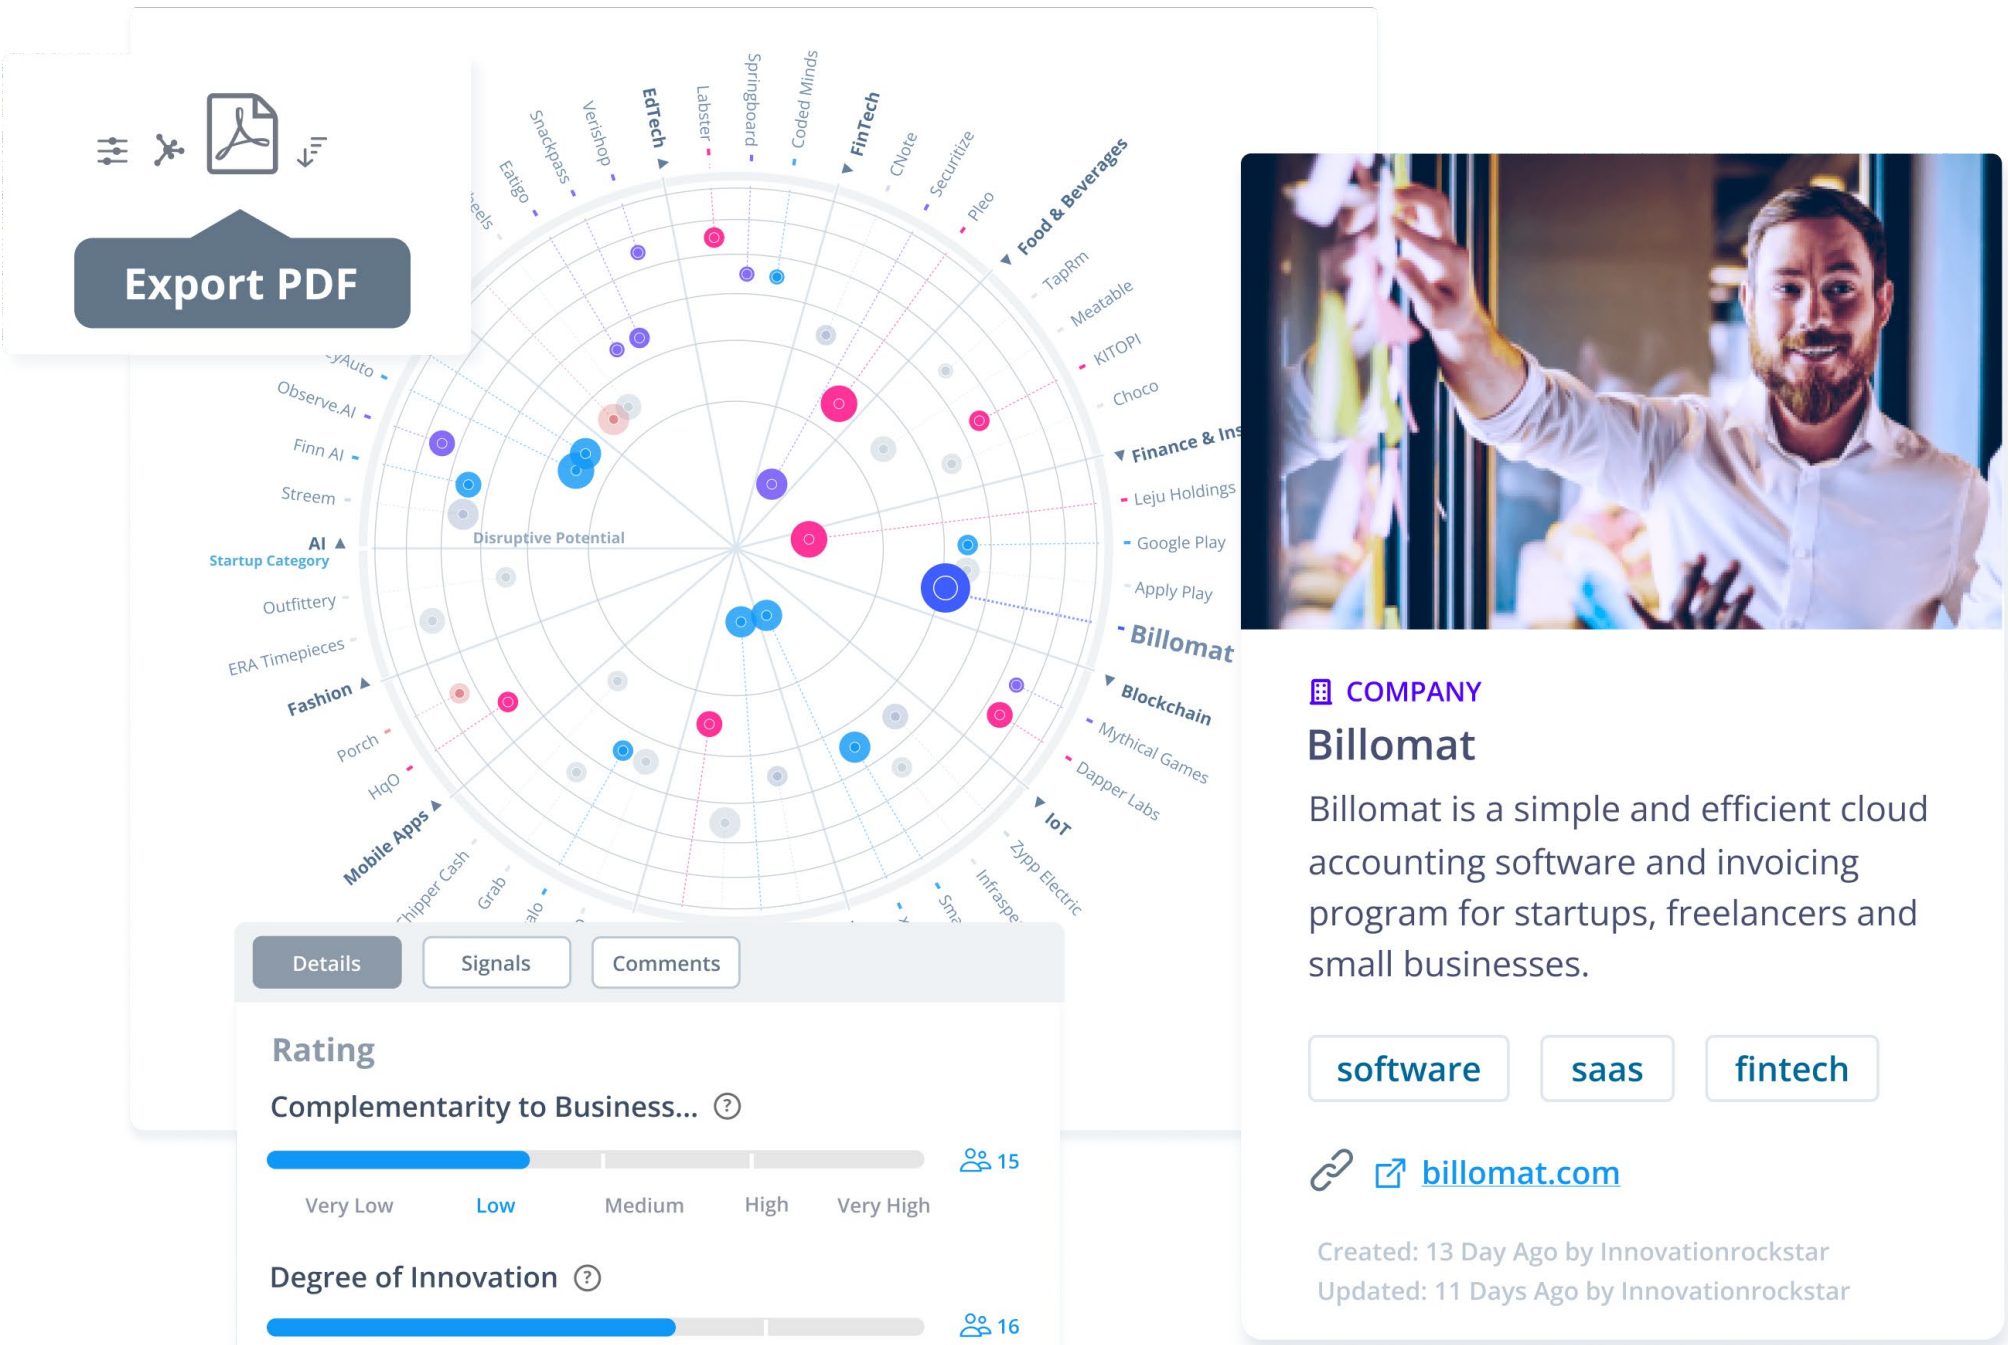 Export PDF
Snackpass
Verishop
EdTech
Labster
Springboard
Coded Minds
FinTech
CNote
Securitize
Pleo
Food & Beverages
Eatigo
TapRm
Meatable
KITOPI
Choco
Observe.AI
Finn AI
Streem
AI
Startup Category
Disruptive Potential
Outfittery
ERA Timepieces
Fashion
Porch
HqO
Mobile Apps
Chipper Cash
Grab
Finance & Ins
Leju Holdings
Google Play
Apply Play
Billomat
Blockchain
Mythical Games
Dapper Labs
IoT
Zypp Electric
Infraspe
Sma
Details
Signals
Comments
Rating
Complementarity to Business...
15
Very Low
Low
Medium
High
Very High
Degree of Innovation
16
COMPANY
Billomat
Billomat is a simple and efficient cloud
accounting software and invoicing
program for startups, freelancers and
small businesses.
software
saas
fintech
billomat.com
Created: 13 Day Ago by Innovationrockstar
Updated: 11 Days Ago by Innovationrockstar